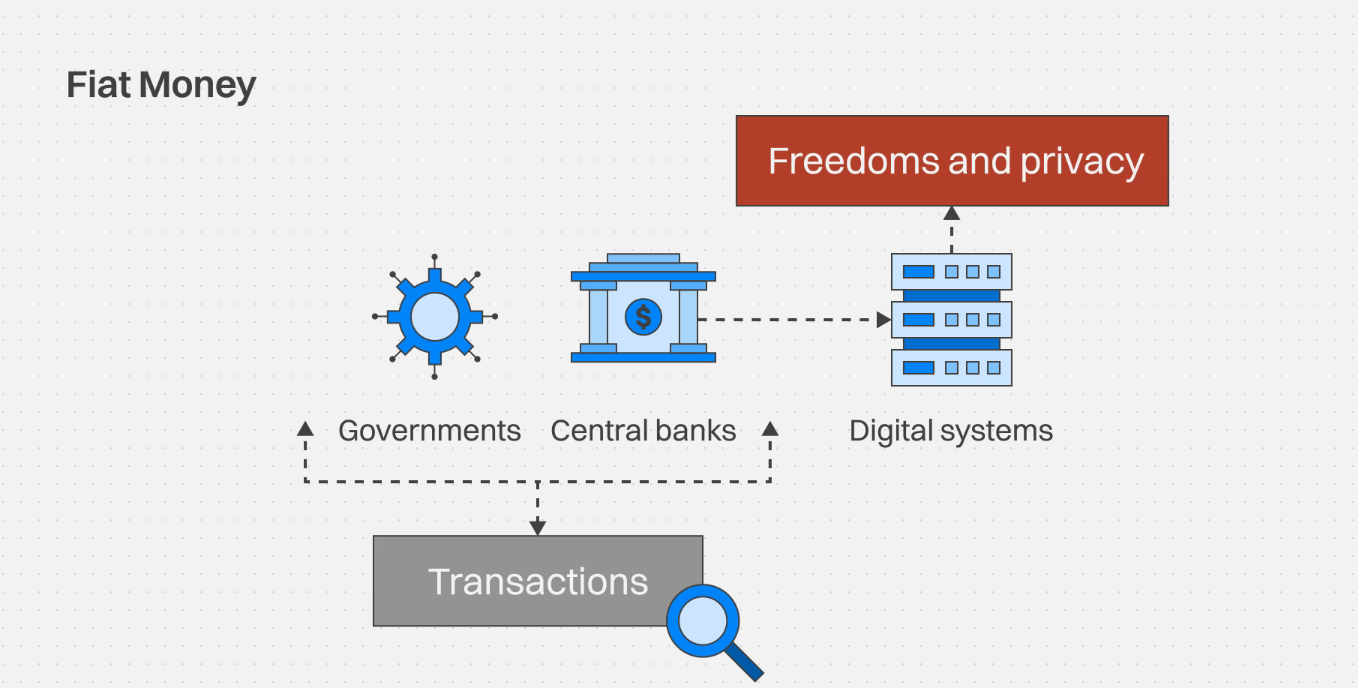 Fiat Money
Freedoms and privacy
$
Governments
Central banks
Digital systems
Transactions